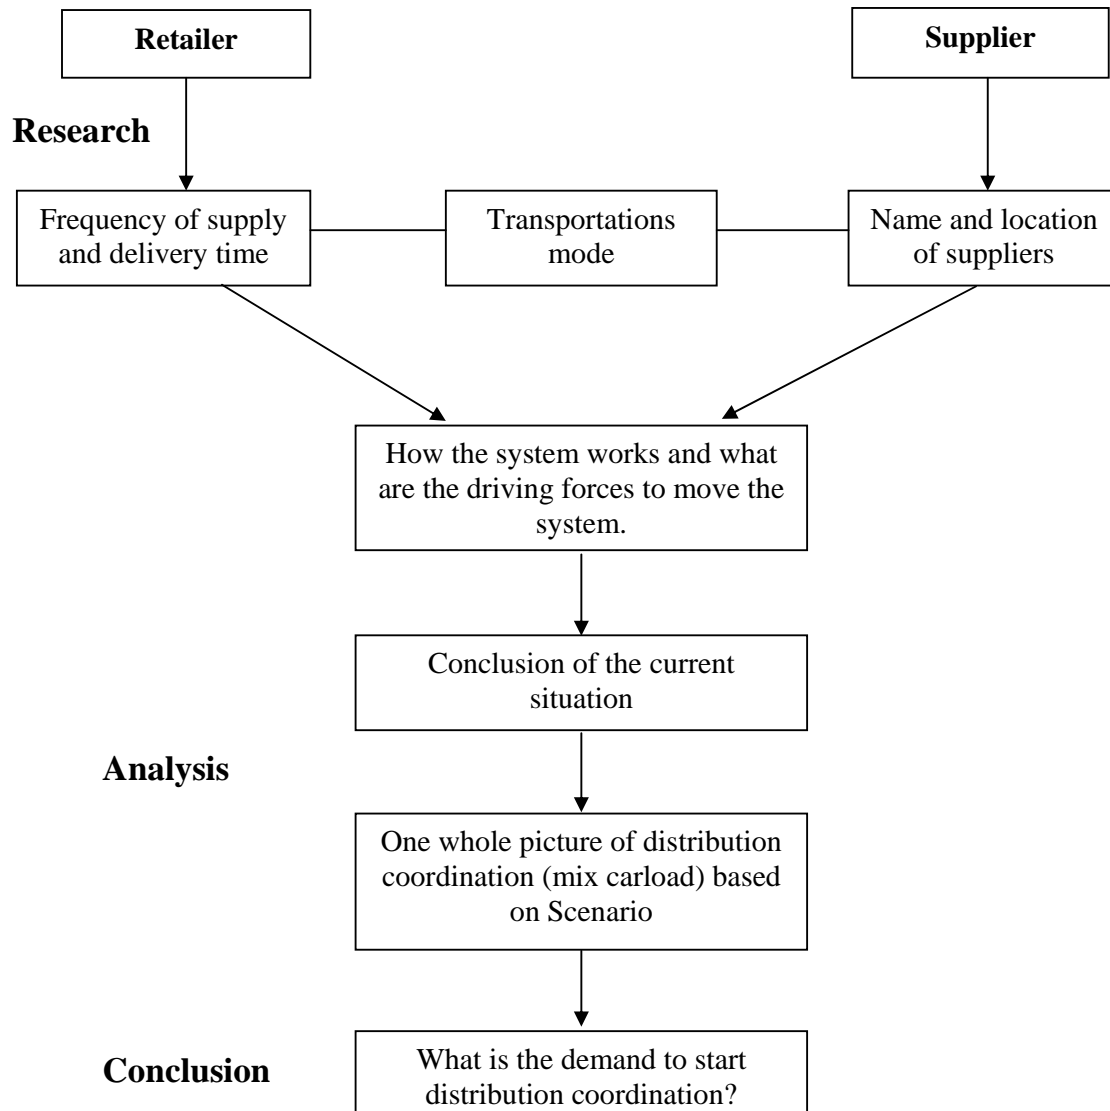 Retailer
Supplier
Research
Frequency of supply
and delivery time
Transportations
mode
Name and location
of suppliers
How the system works and what
are the driving forces to move the
system.
Conclusion of the current
situation
Analysis
One whole picture of distribution
coordination (mix carload) based
on Scenario
Conclusion
What is the demand to start
distribution coordination?